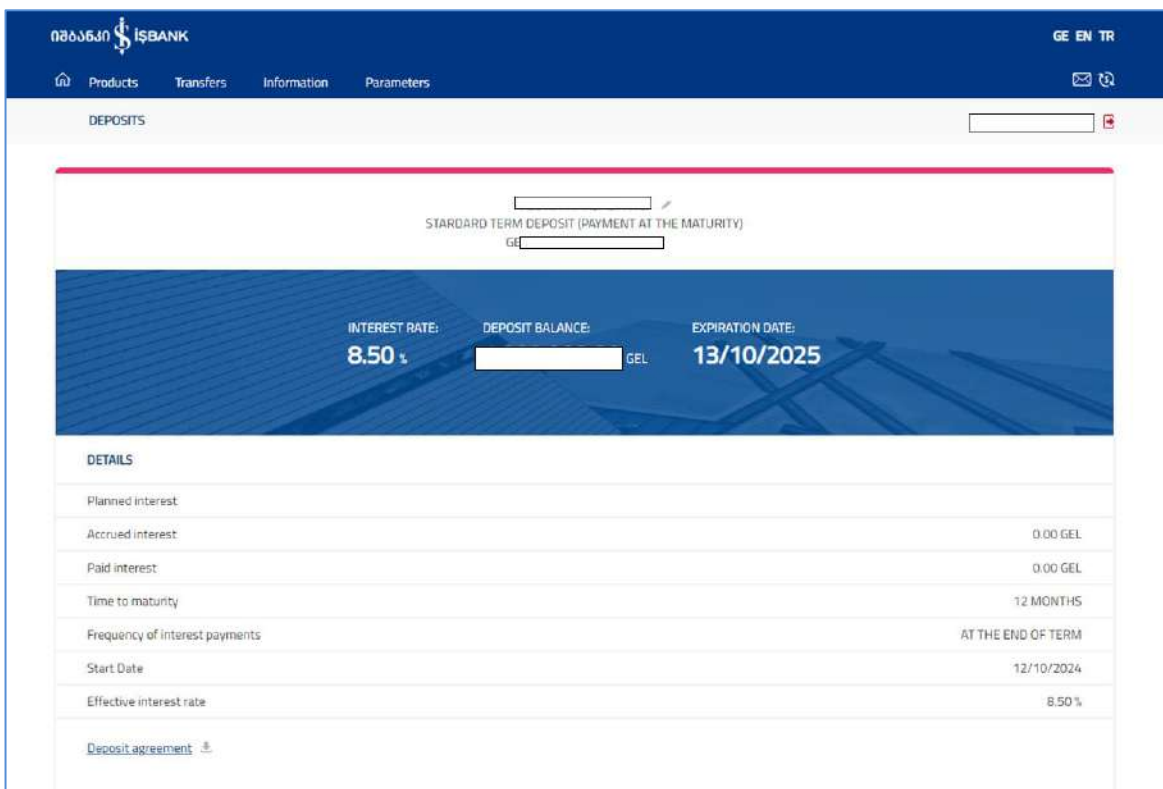 იშბანკი İŞBANK
GE EN TR
Products Transfers Information Parameters
DEPOSITS
STARDARD TERM DEPOSIT (PAYMENT AT THE MATURITY)
GE
INTEREST RATE: DEPOSIT BALANCE: EXPIRATION DATE:
8.50 % GEL 13/10/2025
DETAILS
Planned interest
Accrued interest 0.00 GEL
Paid interest 0.00 GEL
Time to maturity 12 MONTHS
Frequency of interest payments AT THE END OF TERM
Start Date 12/10/2024
Effective interest rate 8.50 %
Deposit agreement